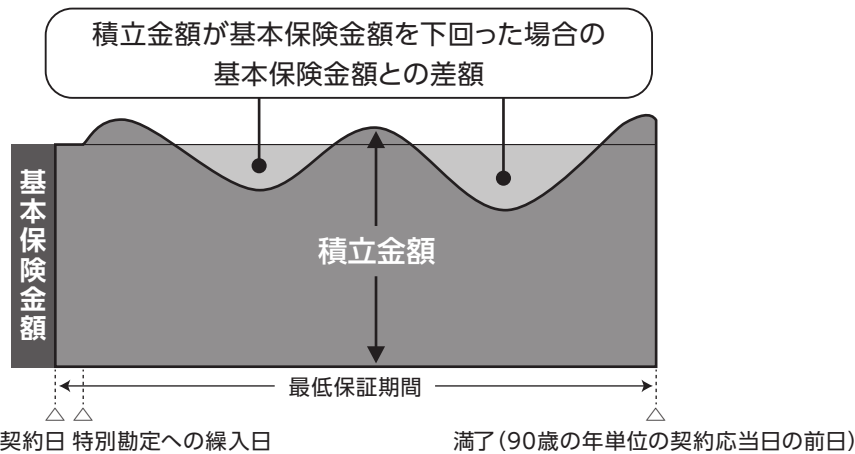 積立金額が基本保険金額を下回った場合の
基本保険金額との差額
基本保険金額
積立金額
最低保証期間
契約日 特別勘定への繰入日
満了(90歳の年単位の契約応当日の前日)